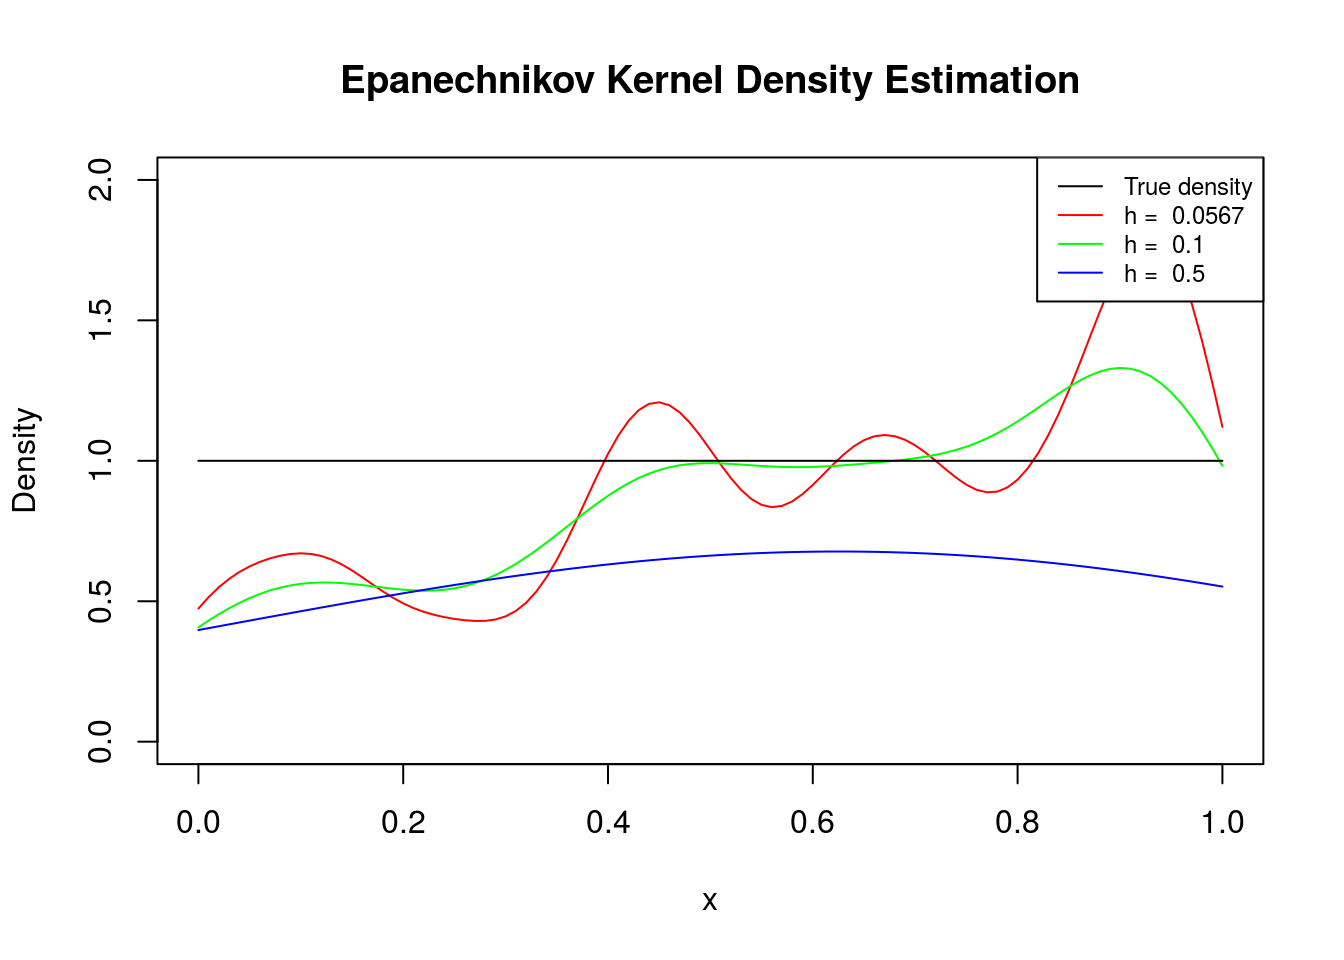 Epanechnikov Kernel Density Estimation
True density
h =  0.0567
h =  0.1
h =  0.5
Density
2.0
1.5
1.0
0.5
0.0
0.0 0.2 0.4 0.6 0.8 1.0
x